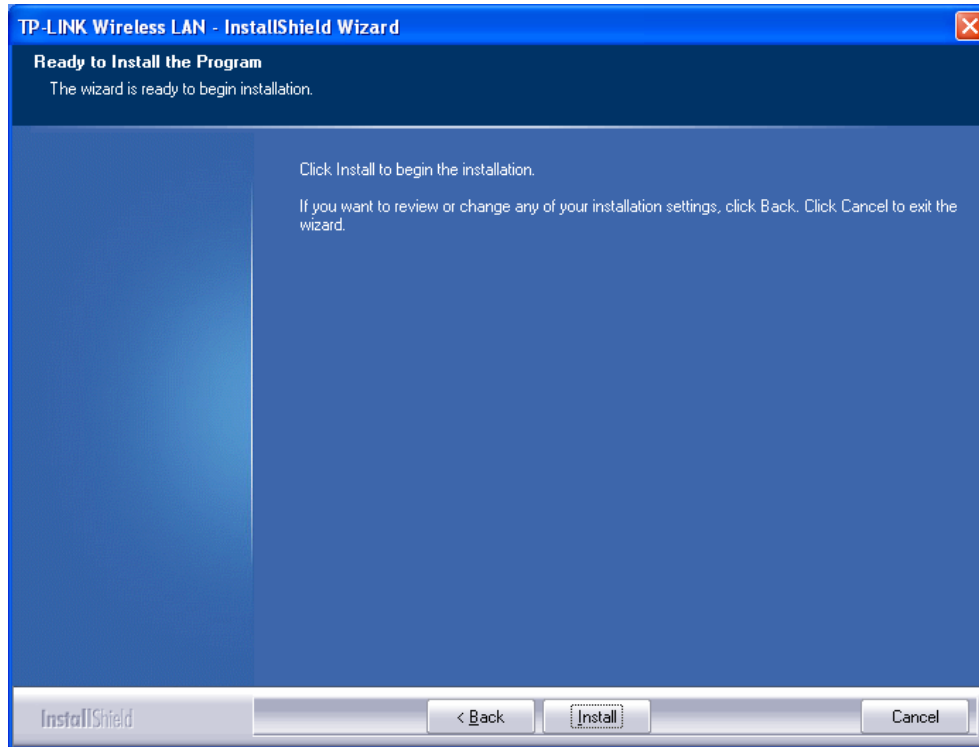 TP-LINK Wireless LAN - InstallShield Wizard
Ready to Install the Program
The wizard is ready to begin installation.
Click Install to begin the installation.
If you want to review or change any of your installation settings, click Back. Click Cancel to exit the
wizard.
InstallShield
< Back
Install
Cancel